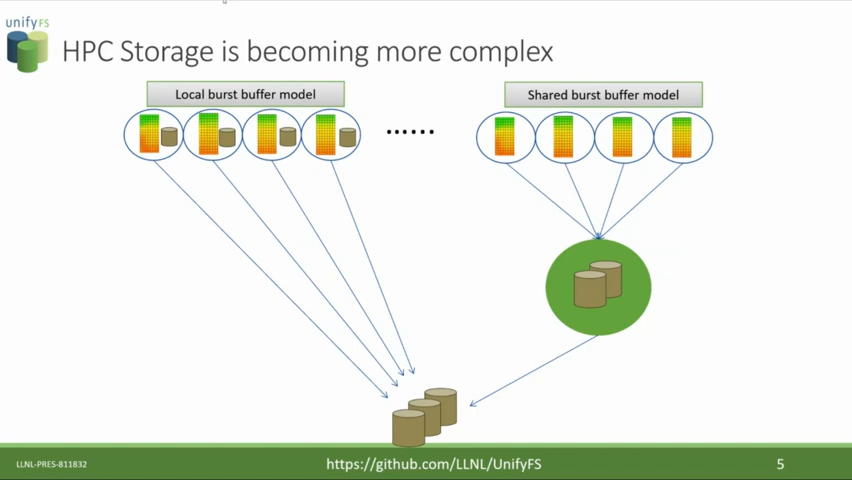 unifyFS
HPC Storage is becoming more complex
Local burst buffer model
Shared burst buffer model
......
LLNL-PRES-811832
https://github.com/LLNL/UnifyFS
5